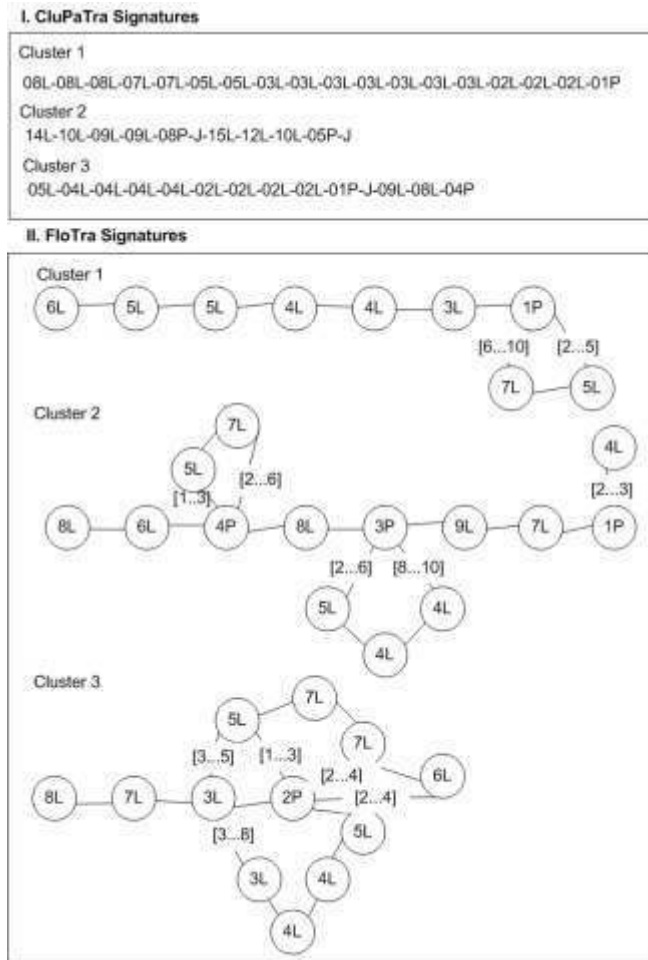 I. CluPaTra Signatures
Cluster 1
08L-08L-08L-07L-07L-05L-05L-03L-03L-03L-03L-03L-03L-03L-02L-02L-02L-01P
Cluster 2
14L-10L-09L-09L-08P-J-15L-12L-10L-05P-J
Cluster 3
05L-04L-04L-04L-04L-02L-02L-02L-02L-01P-J-09L-08L-04P
II. FloTra Signatures
Cluster 1
6L 5L 5L 4L 4L 3L 1P
[6...10] [2...5]
7L 5L
Cluster 2
7L
4L
5L
[2...6]
[1..3]
[2...3]
8L 6L 4P 8L 3P 9L 7L 1P
[2...6] [8...10]
5L 4L
4L
Cluster 3
7L
5L
7L
[3...5] [1...3]
[2...4] 6L
8L 7L 3L 2P [2...4]
5L
[3...8]
3L 4L
4L